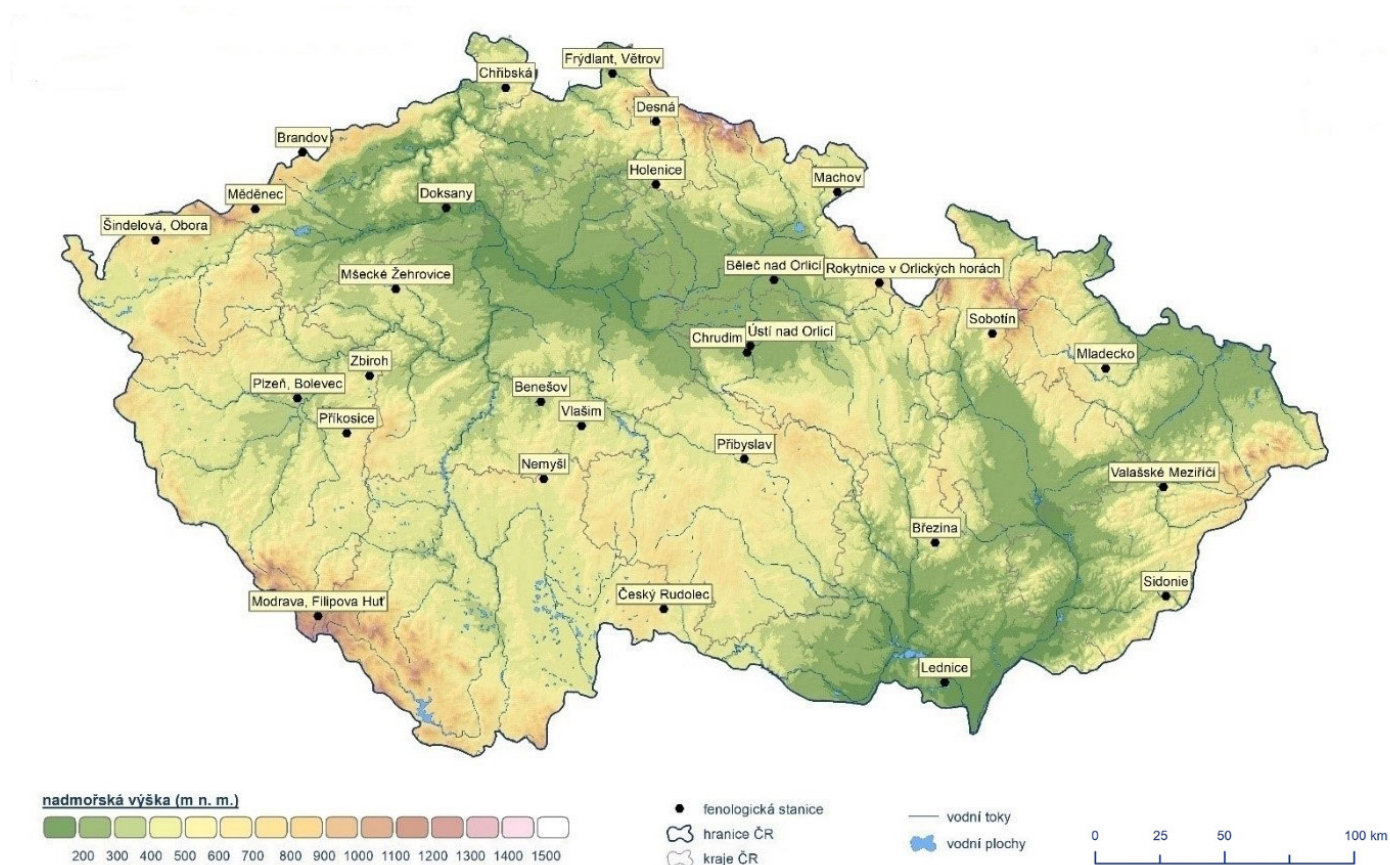 Frýdlant, Větrov
Chřibská
Desná
Brandov
Holenice
Machov
Měděnec
Doksany
Šindelová, Obora
Mšecké Žehrovice
Běleč nad Orlicí
Rokytnice v Orlických horách
Sobotín
Chrudim
Ústí nad Orlicí
Mladecko
Zbiroh
Plzeň, Bolevec
Benešov
Příkosice
Vlašim
Přibyslav
Nemyšl
Valašské Meziříčí
Březina
Sidonie
Modrava, Filipova Huť
Český Rudolec
Lednice
nadmořská výška (m n. m.)
200 300 400 500 600 700 800 900 1000 1100 1200 1300 1400 1500
fenologická stanice
hranice ČR
kraje ČR
vodní toky
vodní plochy
0 25 50 100 km